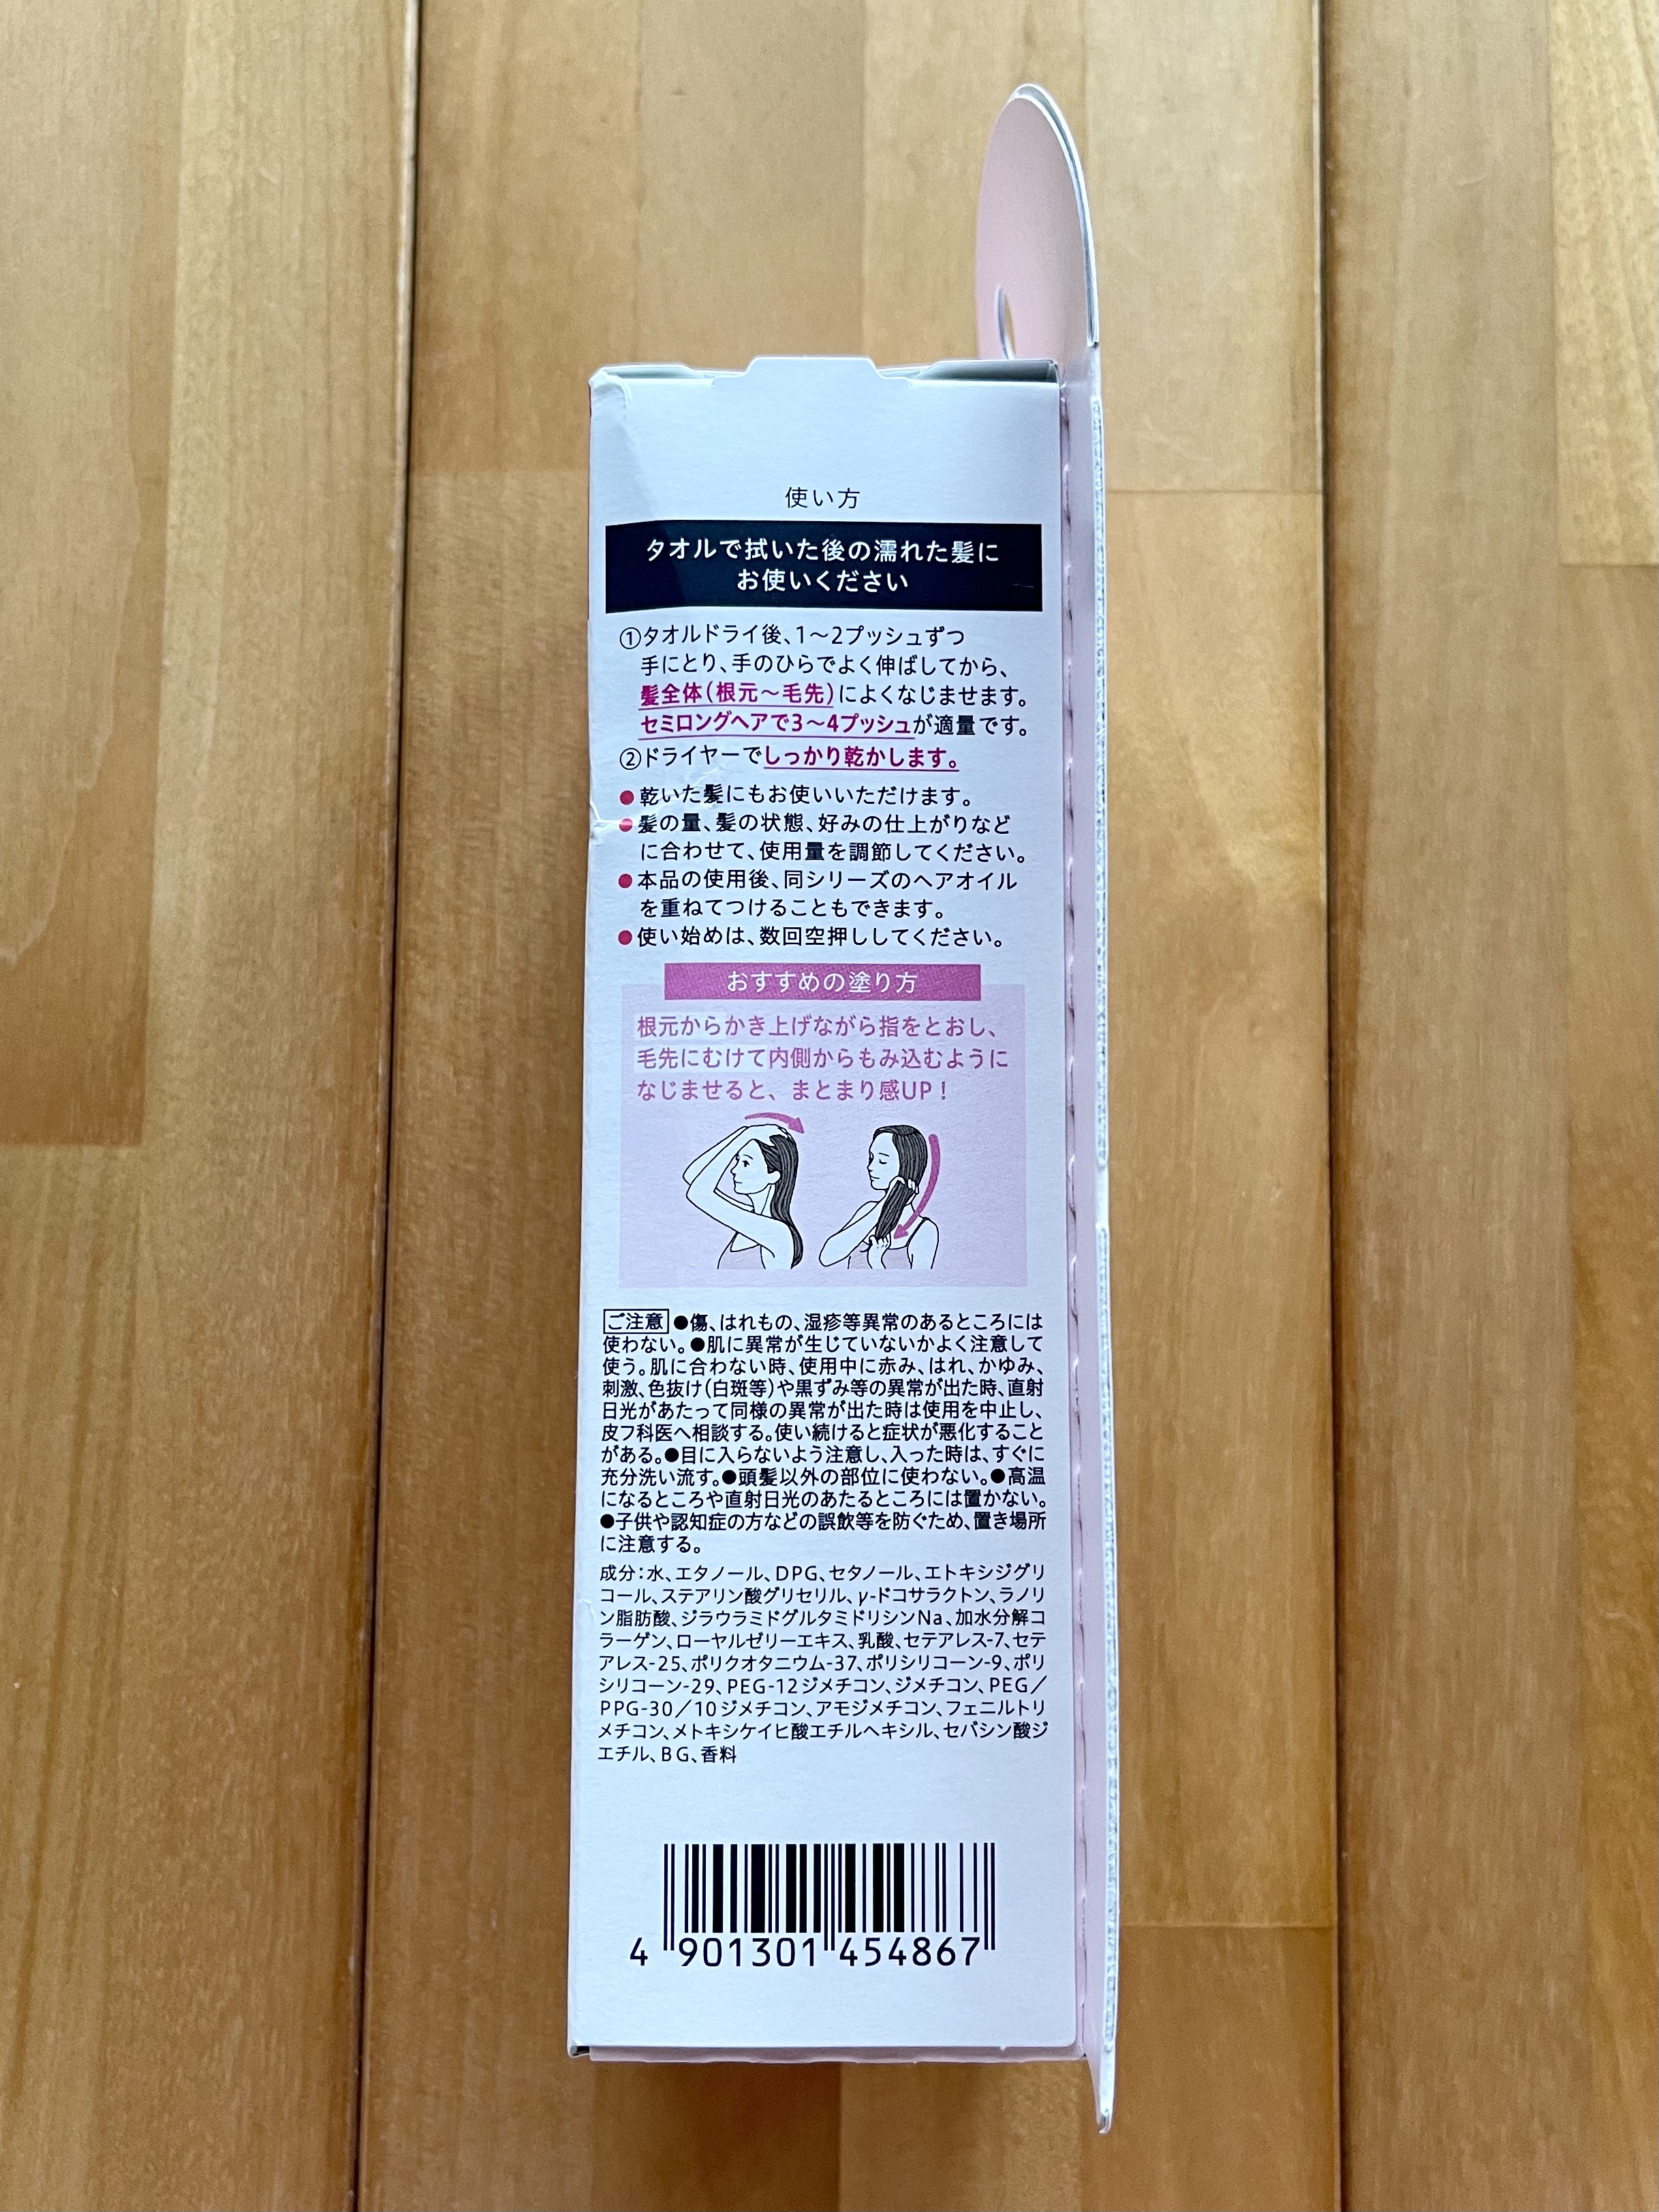 使い方
タオルで拭いた後の濡れた髪に
お使いください
①タオルドライ後、1～2プッシュずつ
手にとり、手のひらでよく伸ばしてから、
髪全体(根元～毛先)によくなじませます。
セミロングヘアで3～4プッシュが適量です。
②ドライヤーでしっかり乾かします。
●乾いた髪にもお使いいただけます。
●髪の量、髪の状態、好みの仕上がりなど
に合わせて、使用量を調節してください。
●本品の使用後、同シリーズのヘアオイル
を重ねてつけることもできます。
●使い始めは、数回空押ししてください。
おすすめの塗り方
根元からかき上げながら指をとおし、
毛先にむけて内側からもみ込むように
なじませると、まとまり感UP！
ご注意 ●傷、はれもの、湿疹等異常のあるところには
使わない。●肌に異常が生じていないかよく注意して
使う。肌に合わない時、使用中に赤み、はれ、かゆみ、
刺激、色抜け(白斑等)や黒ずみ等の異常が出た時、直射
日光があたって同様の異常が出た時は使用を中止し、
皮フ科医へ相談する。使い続けると症状が悪化すること
がある。●目に入らないよう注意し、入った時は、すぐに
充分洗い流す。●頭髪以外の部位に使わない。●高温
になるところや直射日光のあたるところには置かない。
●子供や認知症の方などの誤飲等を防ぐため、置き場所
に注意する。
成分：水、エタノール、DPG、セタノール、エトキシジグリ
コール、ステアリン酸グリセリル、γ-ドコサラクトン、ラノリ
ン脂肪酸、ジラウラミドグルタミドリシンNa、加水分解コ
ラーゲン、ローヤルゼリーエキス、乳酸、セテアレス-7、セテ
アレス-25、ポリクオタニウム-37、ポリシリコーン-9、ポリ
シリコーン-29、PEG-12ジメチコン、ジメチコン、PEG／
PPG-30／10ジメチコン、アモジメチコン、フェニルトリ
メチコン、メトキシケイヒ酸エチルヘキシル、セバシン酸ジ
エチル、BG、香料
4 901301 454867